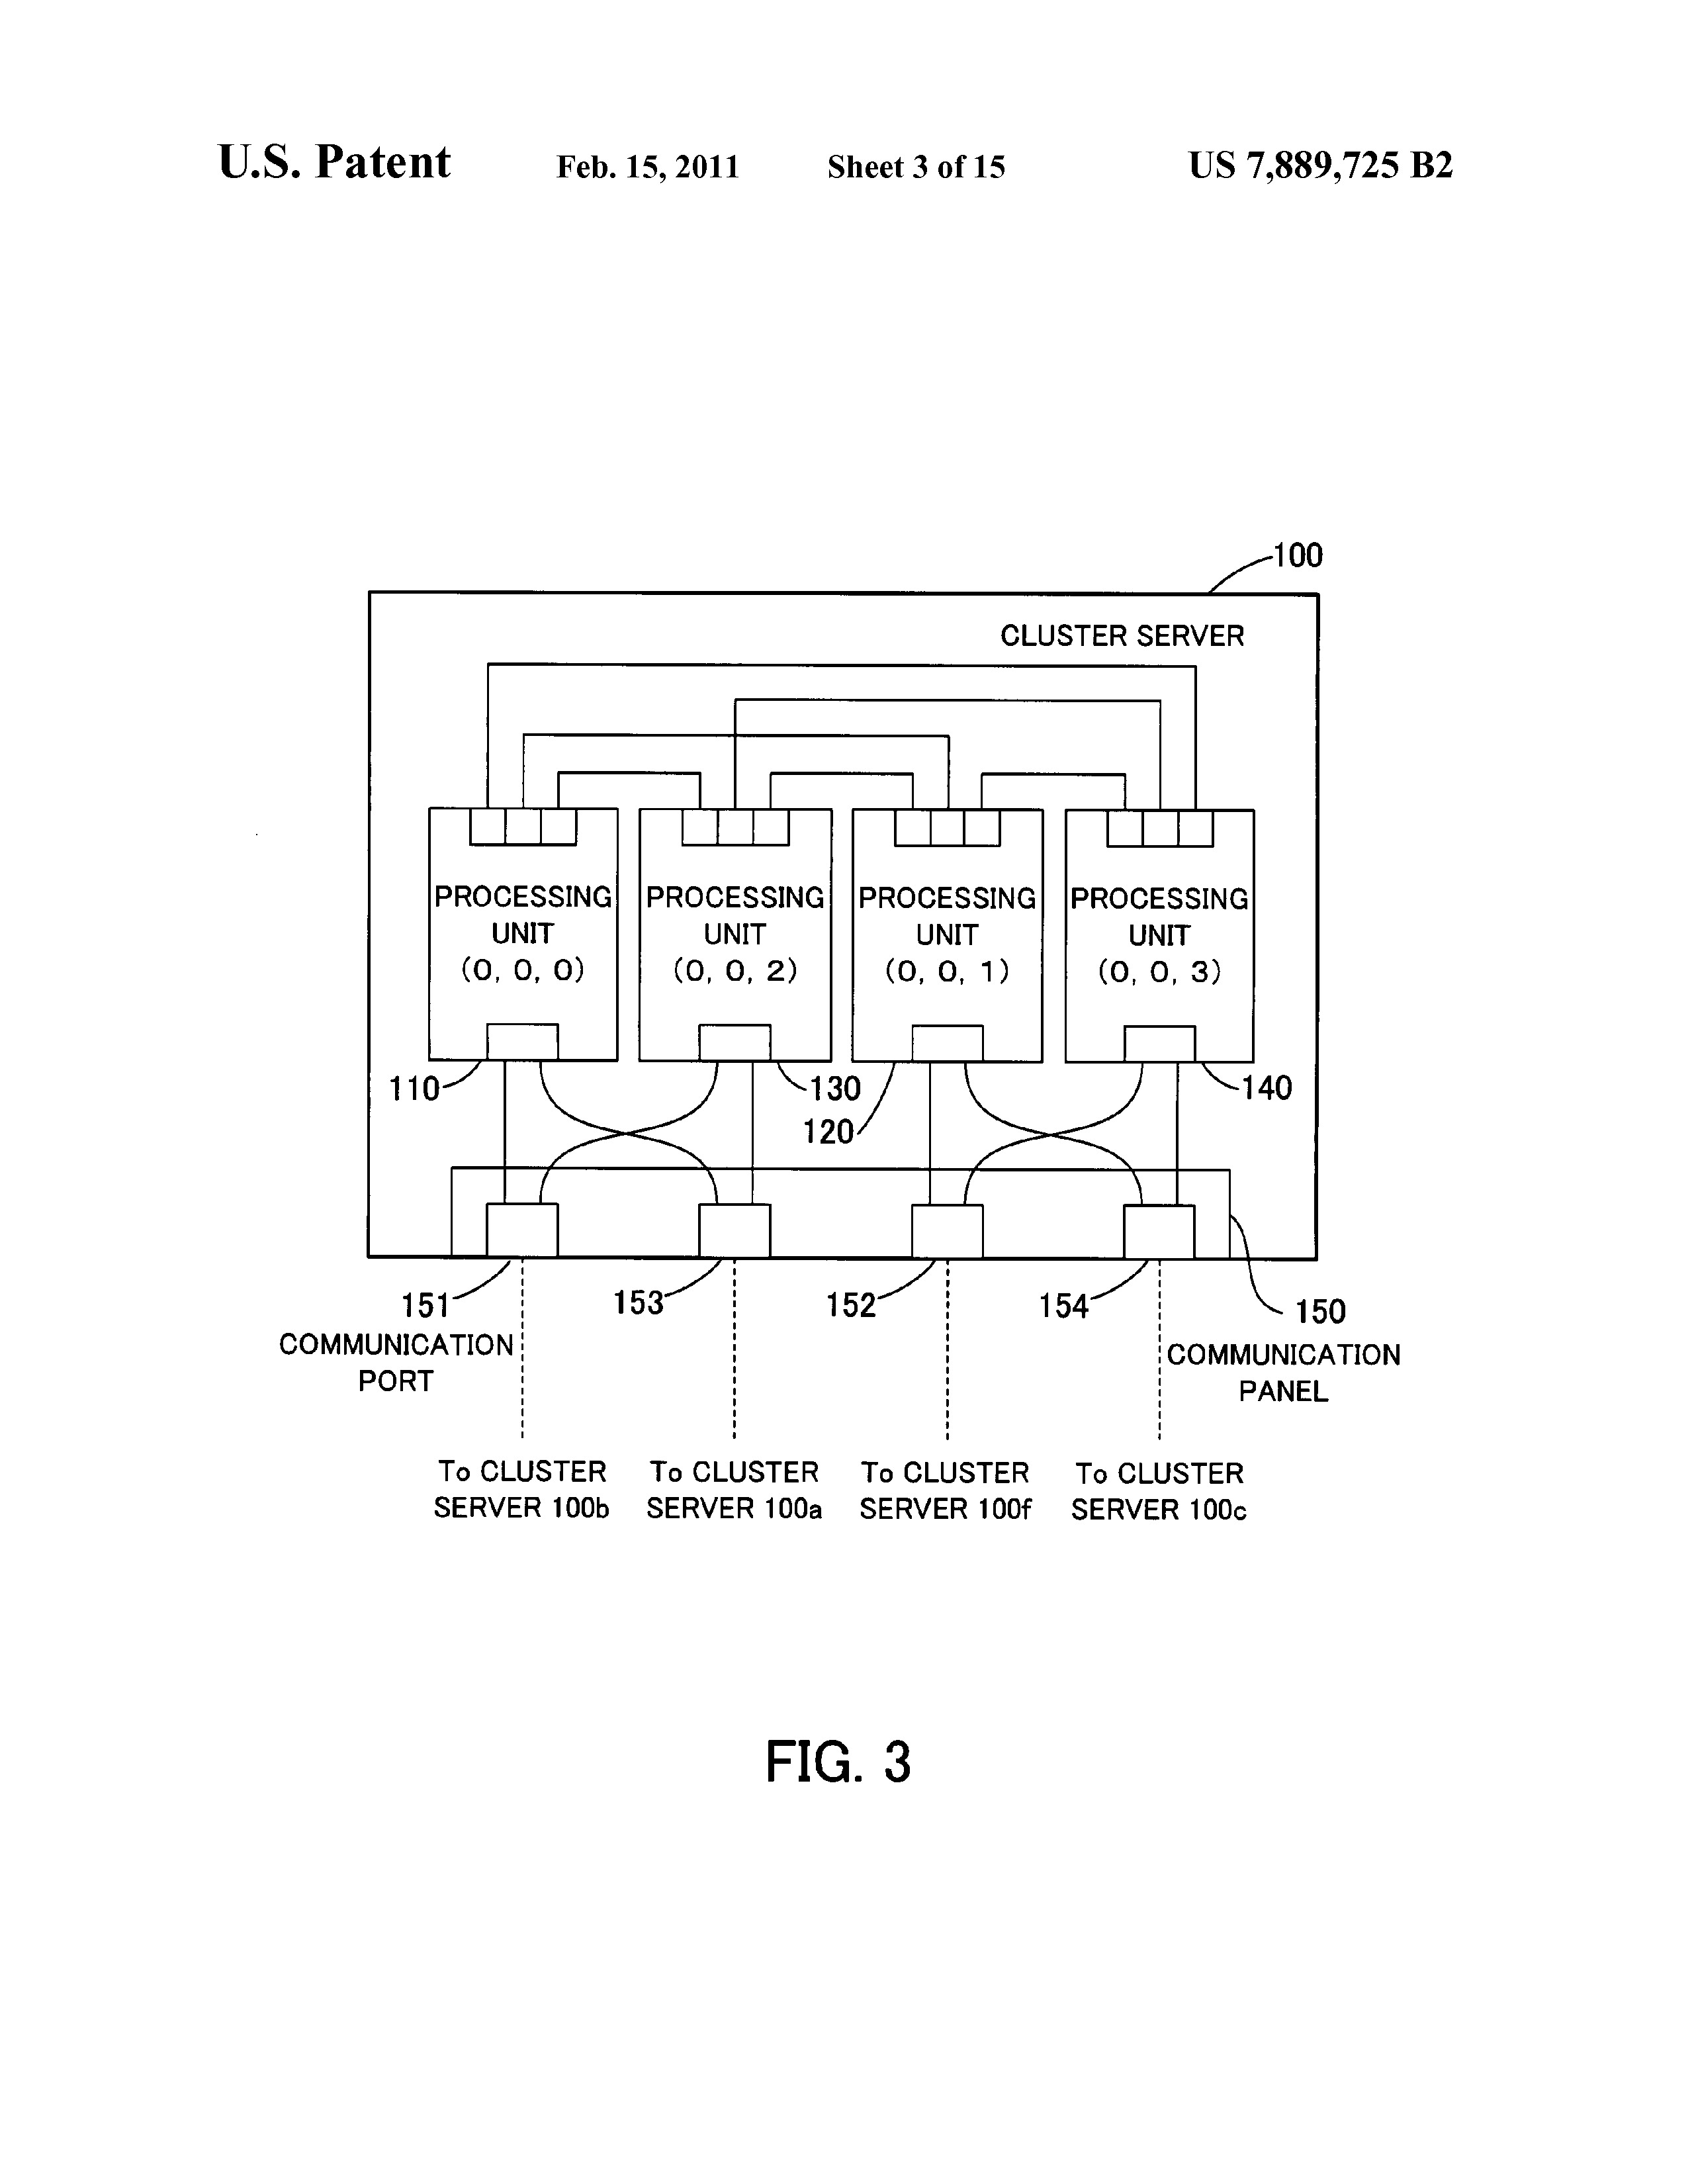 U.S. Patent Feb. 15, 2011 Sheet 3 of 15 US 7,889,725 B2
100
CLUSTER SERVER
PROCESSING UNIT (0, 0, 0)
PROCESSING UNIT (0, 0, 2)
PROCESSING UNIT (0, 0, 1)
PROCESSING UNIT (0, 0, 3)
110
130
120
140
151
COMMUNICATION
PORT
153
152
154
150
COMMUNICATION
PANEL
To CLUSTER
SERVER 100b
To CLUSTER
SERVER 100a
To CLUSTER
SERVER 100f
To CLUSTER
SERVER 100c
FIG. 3